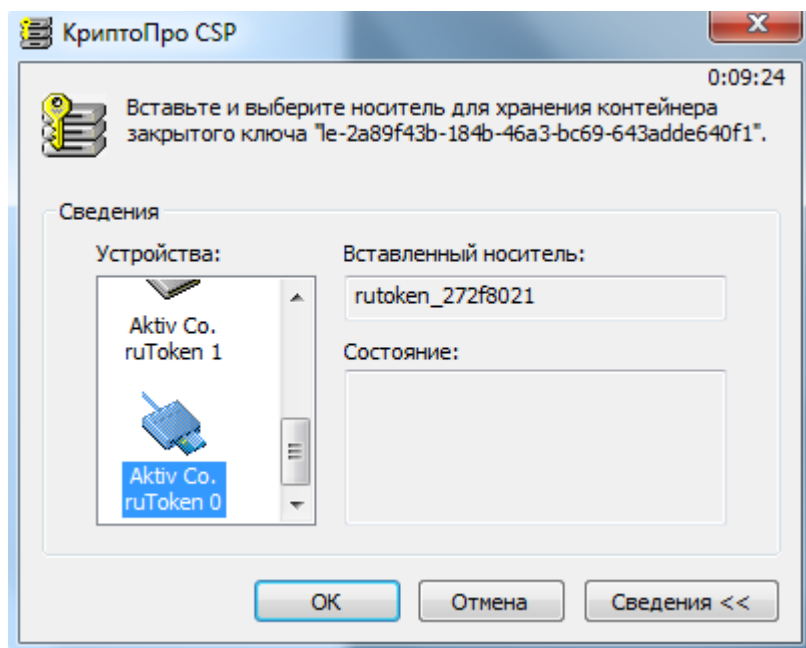 КриптоПро CSP
0:09:24
Вставьте и выберите носитель для хранения контейнера
закрытого ключа "le-2a89f43b-184b-46a3-bc69-643adde640f1".
Сведения
Устройства:
Aktiv Co.
ruToken 1
Aktiv Co.
ruToken 0
Вставленный носитель:
rutoken_272f8021
Состояние:
ОК
Отмена
Сведения <<